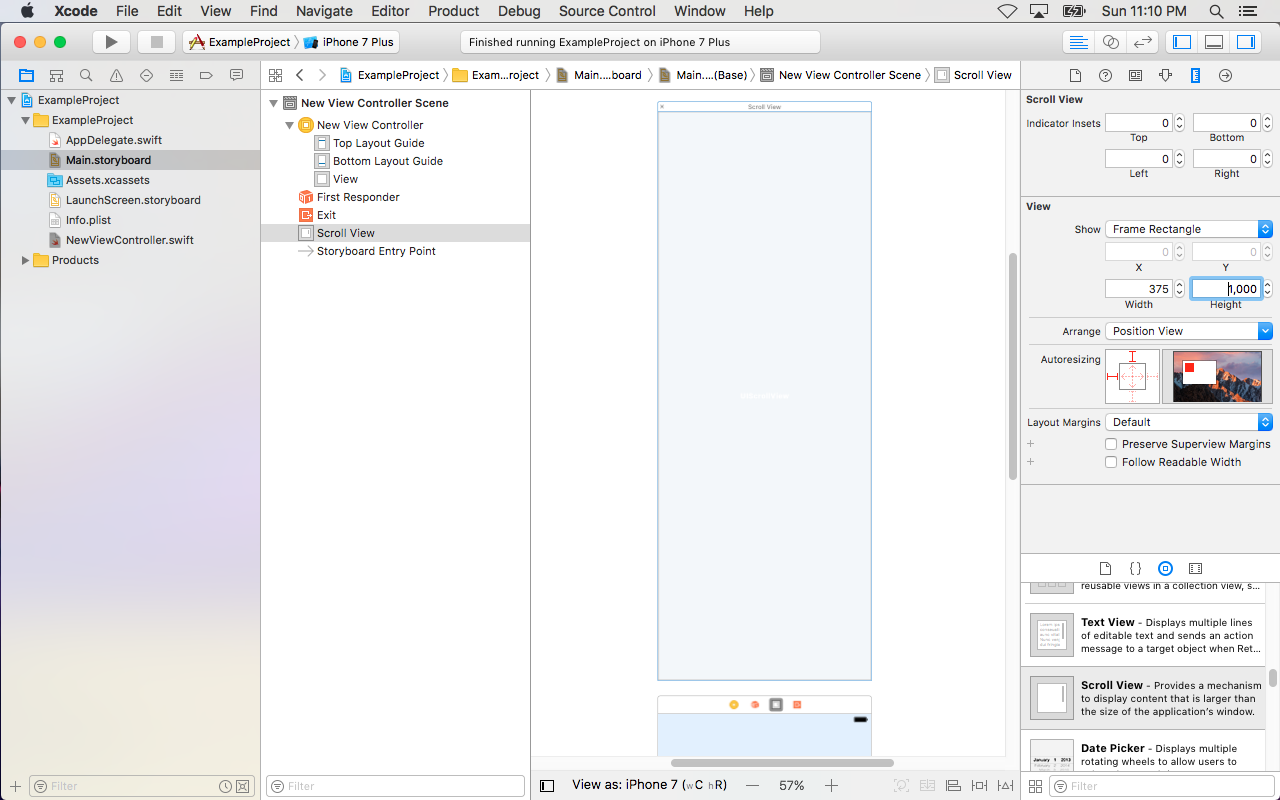 Xcode File Edit View Find Navigate Editor Product Debug Source Control Window Help Sun 11:10 PM
ExampleProject iPhone 7 Plus Finished running ExampleProject on iPhone 7 Plus
ExampleProject Exam...roject Main....board Main....(Base) New View Controller Scene Scroll View
ExampleProject
ExampleProject
AppDelegate.swift
Main.storyboard
Assets.xcassets
LaunchScreen.storyboard
Info.plist
NewViewController.swift
Products
Filter
New View Controller Scene
New View Controller
Top Layout Guide
Bottom Layout Guide
View
First Responder
Exit
Scroll View
Storyboard Entry Point
Filter
Scroll View
View as: iPhone 7 (wC hR) 57%
Scroll View
Indicator Insets 0 0
Top Bottom
0 0
Left Right
View
Show Frame Rectangle
0 0
X Y
375 1,000
Width Height
Arrange Position View
Autoresizing
Layout Margins Default
Preserve Superview Margins
Follow Readable Width
reusable views in a collection view, s...
Text View - Displays multiple lines
of editable text and sends an action
message to a target object when Ret...
Scroll View - Provides a mechanism
to display content that is larger than
the size of the application's window.
Date Picker - Displays multiple
rotating wheels to allow users to
Filter